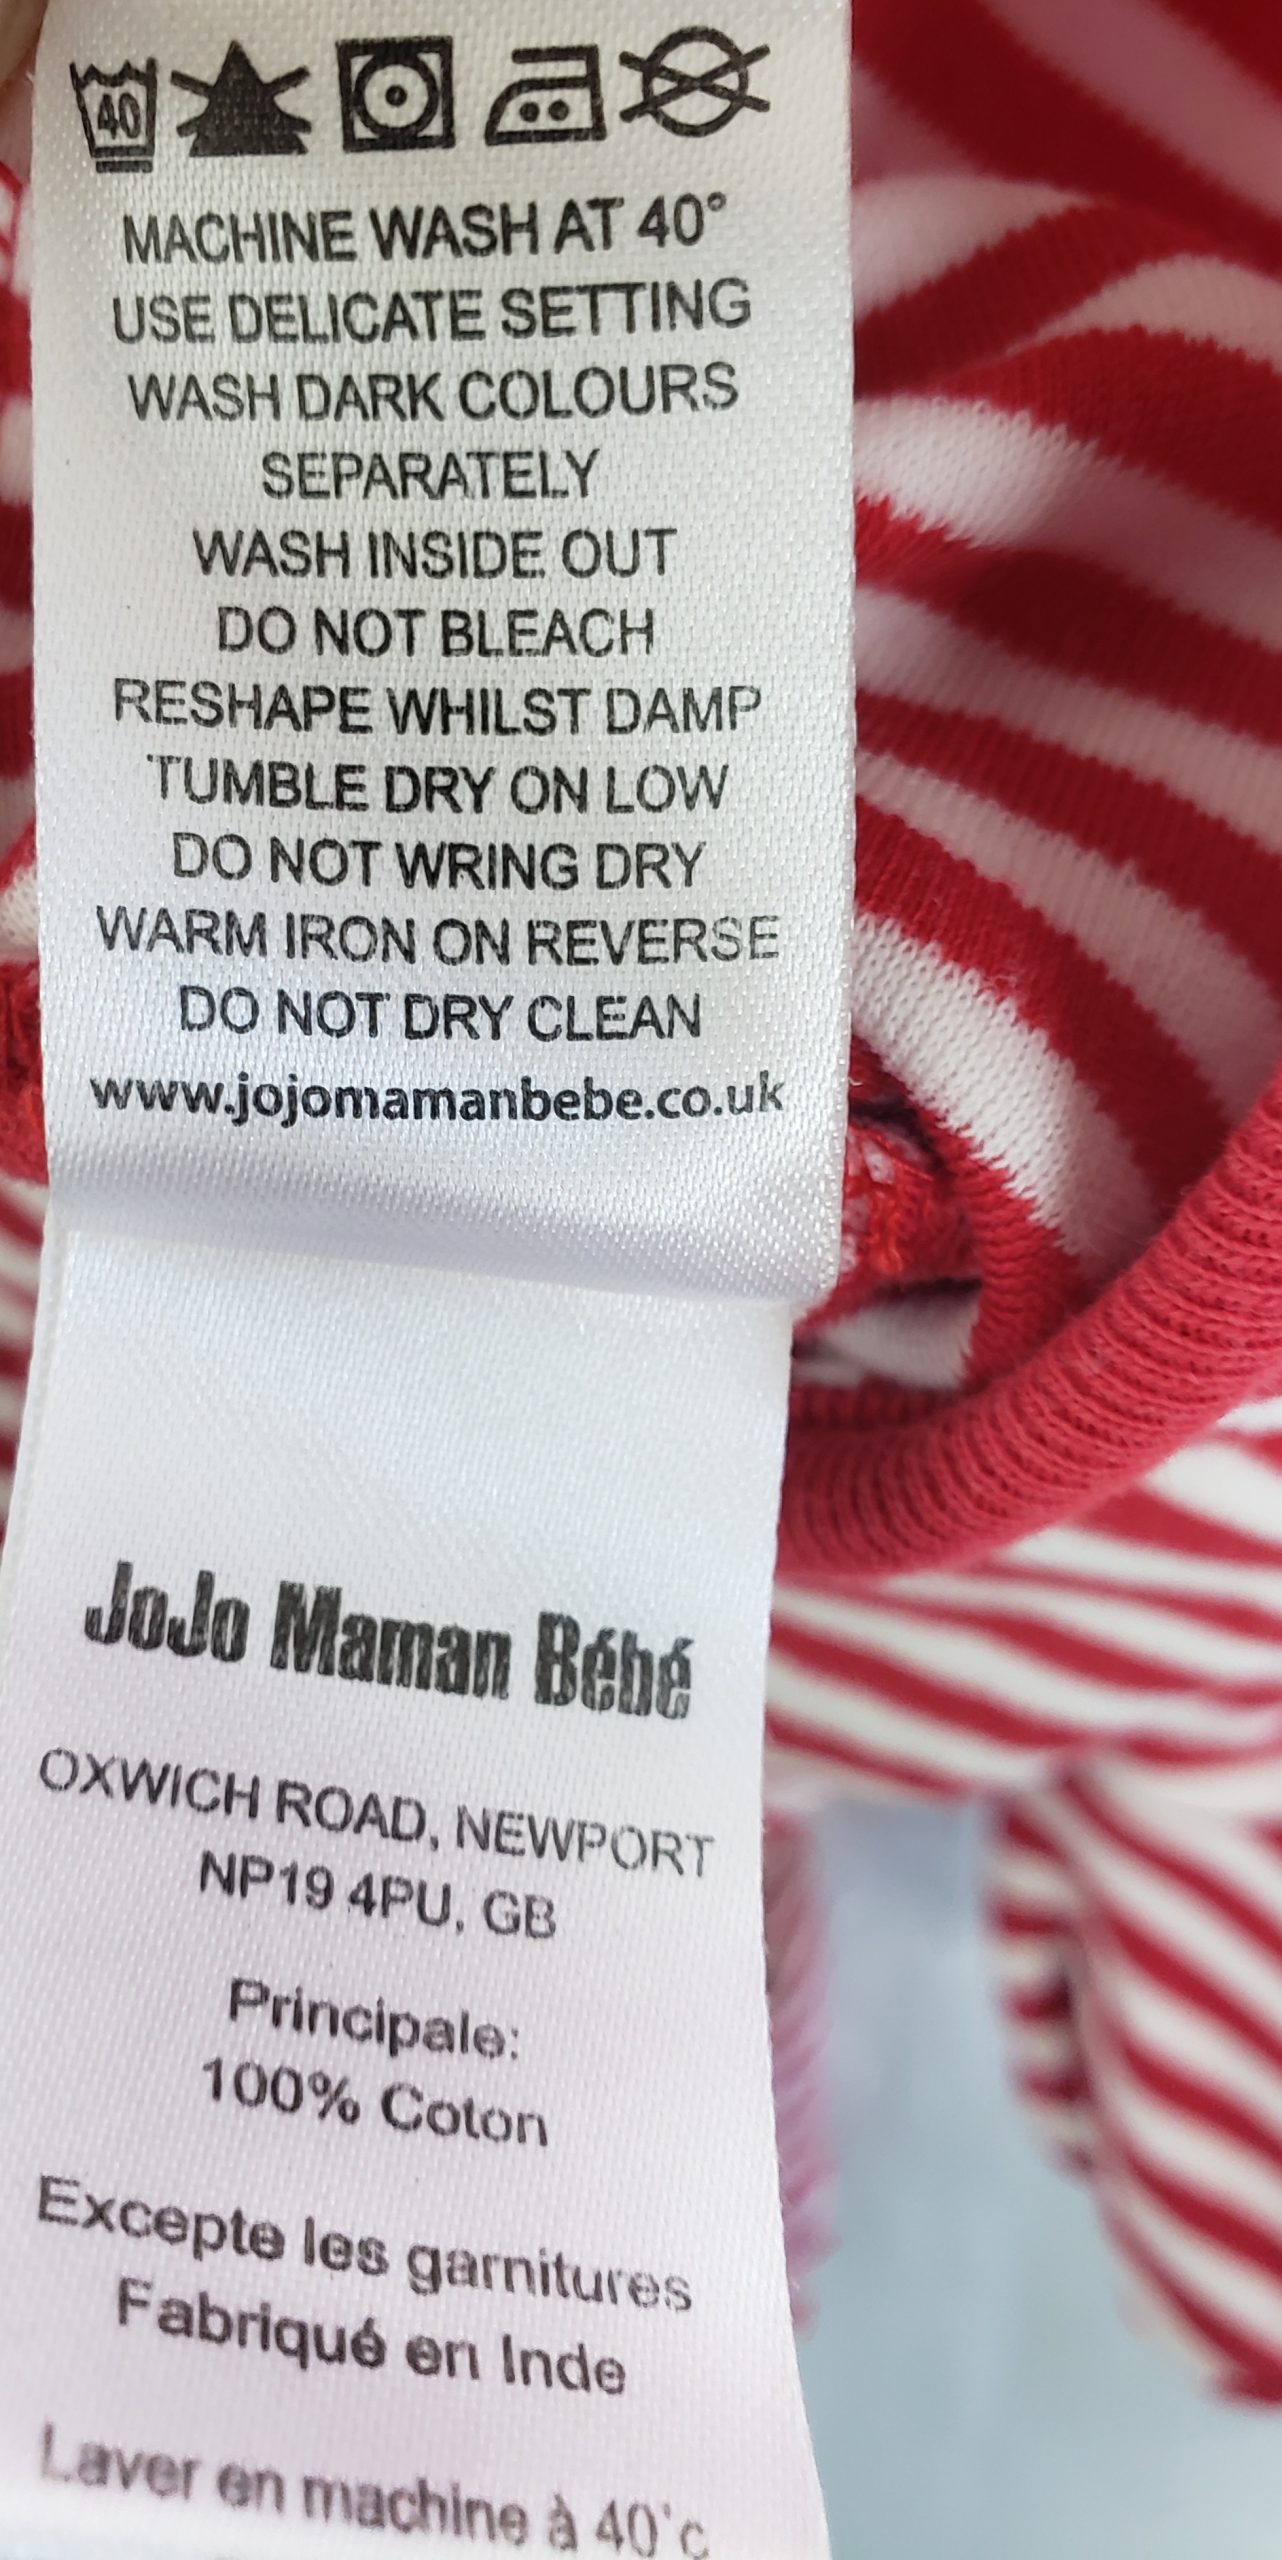 40
MACHINE WASH AT 40°
USE DELICATE SETTING
WASH DARK COLOURS
SEPARATELY
WASH INSIDE OUT
DO NOT BLEACH
RESHAPE WHILST DAMP
TUMBLE DRY ON LOW
DO NOT WRING DRY
WARM IRON ON REVERSE
DO NOT DRY CLEAN
www.jojomamanbebe.co.uk
JoJo Maman Bébé
OXWICH ROAD, NEWPORT
NP19 4PU, GB
Principale:
100% Coton
Excepte les garnitures
Fabriqué en Inde
Laver en machine à 40°c